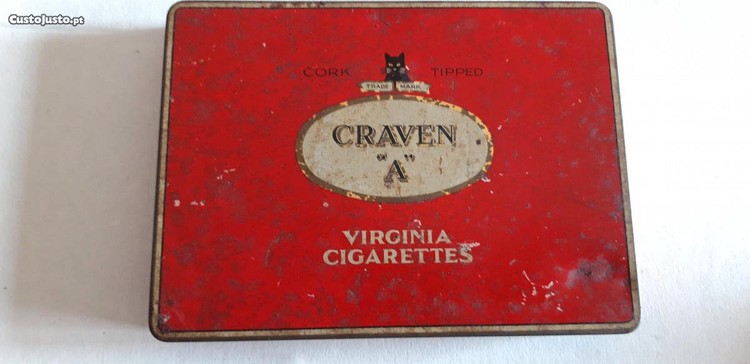 CustoJusto.pt
CORK TIPPED
TRADE MARK
CRAVEN
"A"
VIRGINIA
CIGARETTES